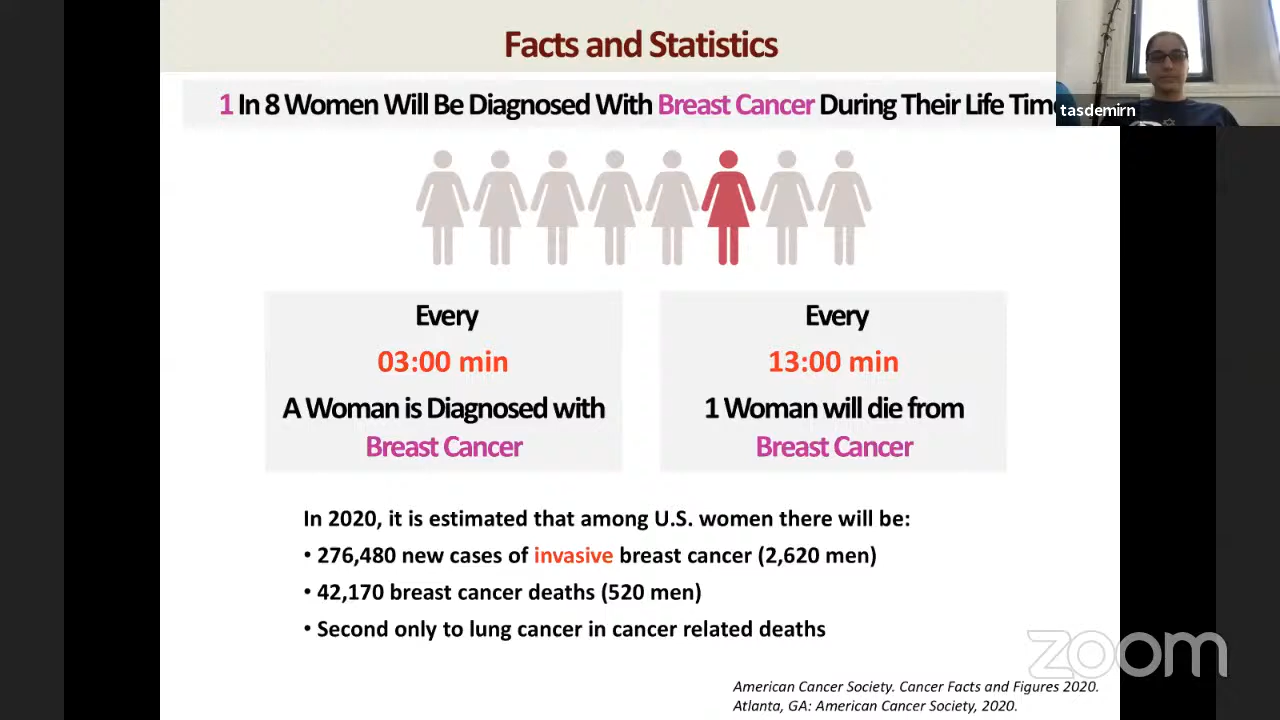 Facts and Statistics
1 In 8 Women Will Be Diagnosed With Breast Cancer During Their Life Time
tasdemirn
Every
03:00 min
A Woman is Diagnosed with
Breast Cancer
Every
13:00 min
1 Woman will die from
Breast Cancer
In 2020, it is estimated that among U.S. women there will be:
• 276,480 new cases of invasive breast cancer (2,620 men)
• 42,170 breast cancer deaths (520 men)
• Second only to lung cancer in cancer related deaths
zoom
American Cancer Society. Cancer Facts and Figures 2020.
Atlanta, GA: American Cancer Society, 2020.